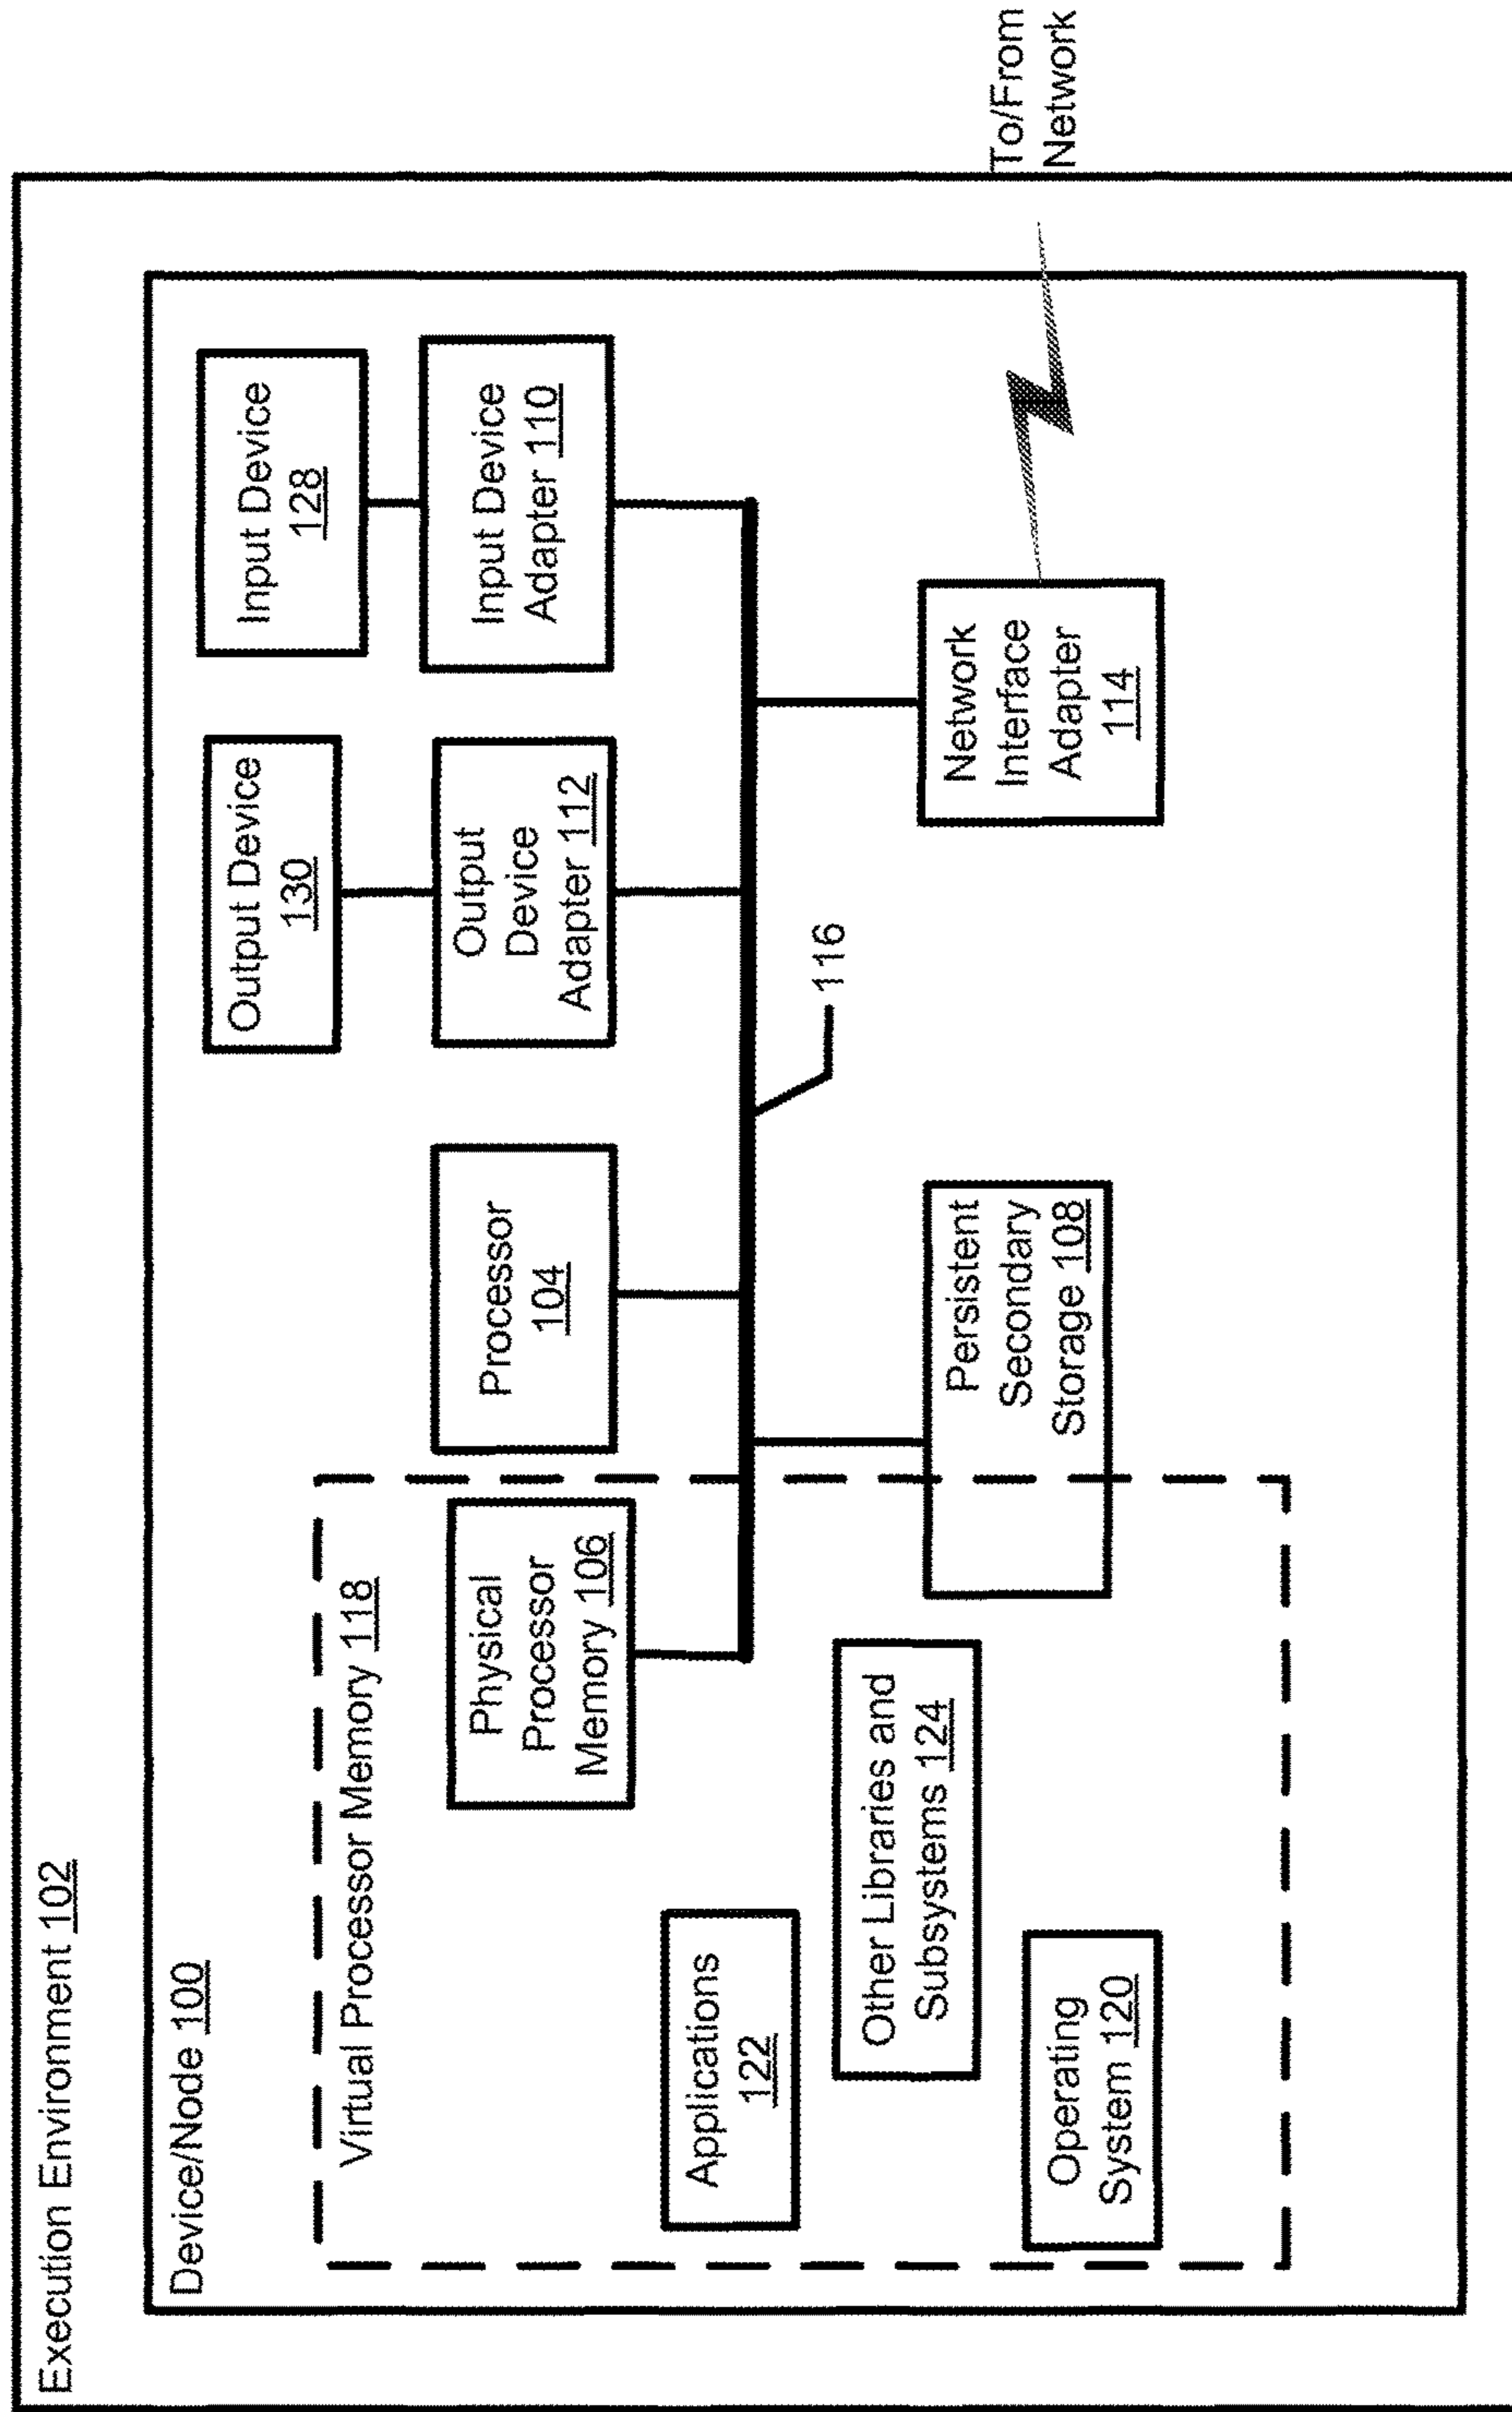 Execution Environment 102
Device/Node 100
Virtual Processor Memory 118
Input Device
128
Output Device
130
Input Device
Adapter 110
Output
Device
Adapter 112
Processor
104
Physical
Processor
Memory 106
Applications
122
116
Other Libraries and
Subsystems 124
Persistent
Secondary
Storage 108
Network
Interface
Adapter
114
To/From
Network
Operating
System 120